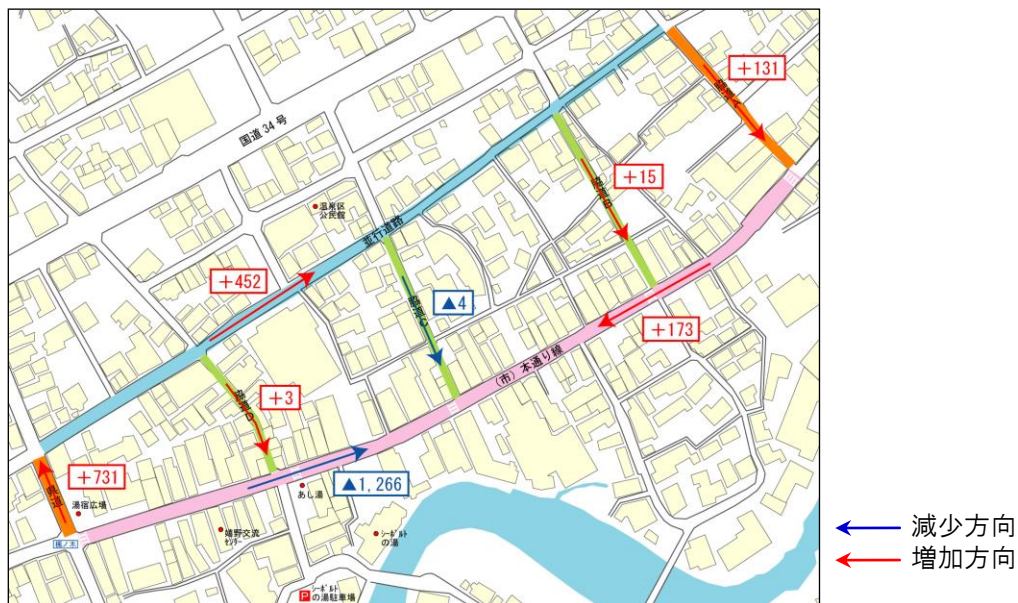 +131
国道34号
温泉区
公民館
並行道路
+15
+452
▲4
+173
(市)本通り線
+3
+731
県道
▲1,266
湯宿広場
あし湯
嬉野交流
センター
シーボルト
の湯
シーボルト
P の湯駐車場
減少方向
増加方向